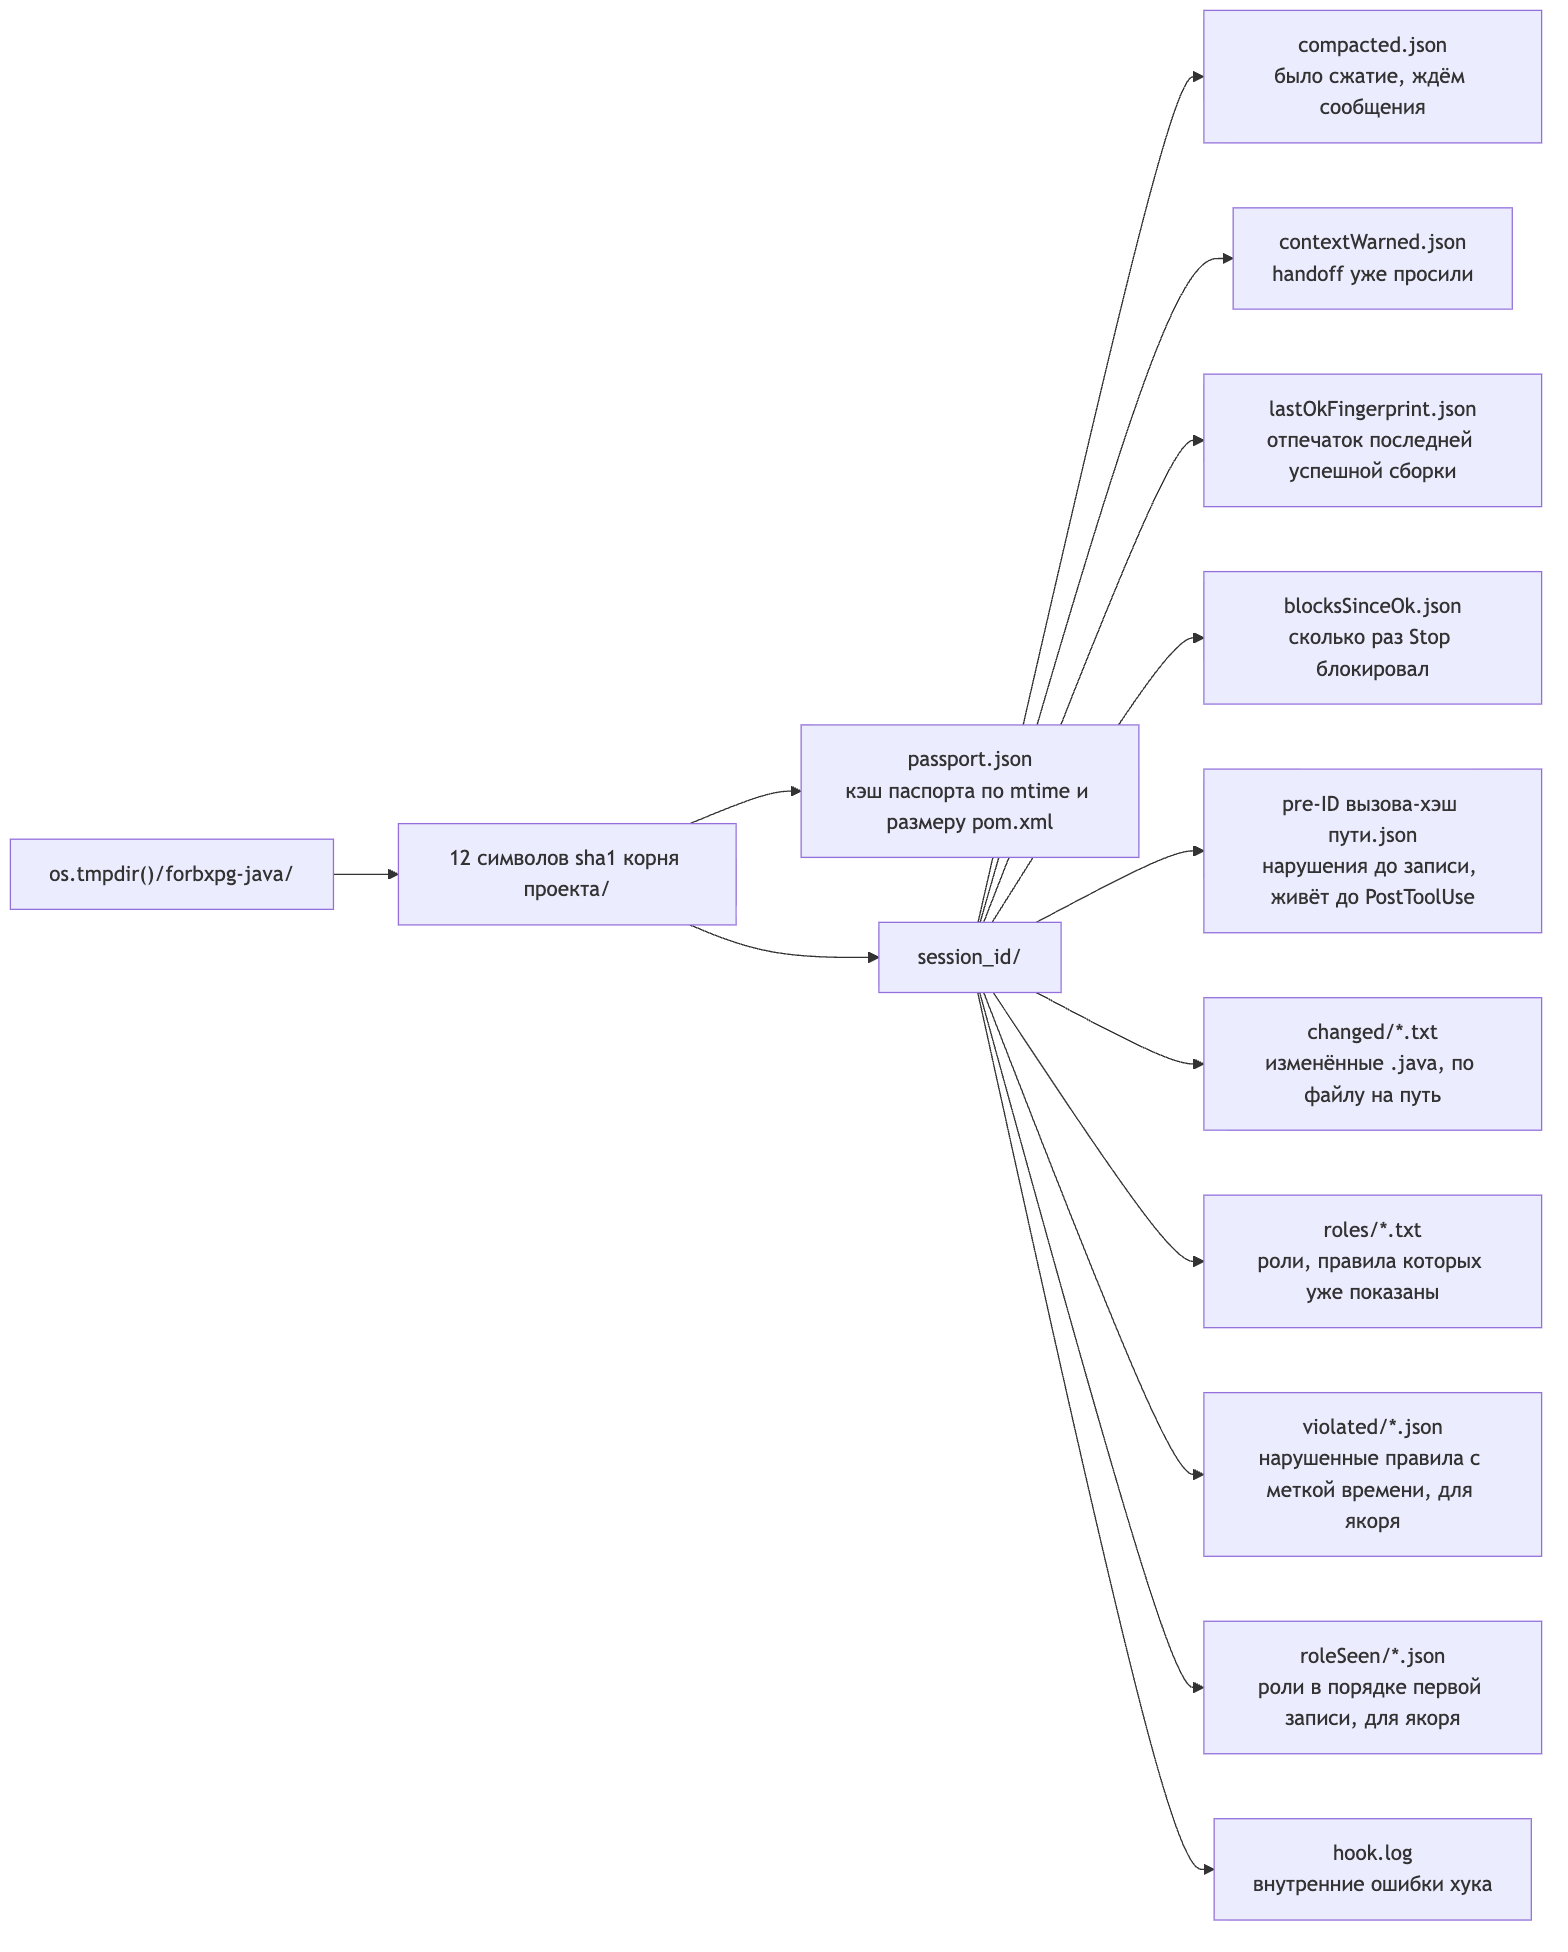 os.tmpdir()/forbxpg-java/
12 символов sha1 корня
проекта/
passport.json
кэш паспорта по mtime и
размеру pom.xml
session_id/
compacted.json
было сжатие, ждём
сообщения
contextWarned.json
handoff уже просили
lastOkFingerprint.json
отпечаток последней
успешной сборки
blocksSinceOk.json
сколько раз Stop
блокировал
pre-ID вызова-хэш
пути.json
нарушения до записи,
живёт до PostToolUse
changed/*.txt
изменённые .java, по
файлу на путь
roles/*.txt
роли, правила которых
уже показаны
violated/*.json
нарушенные правила с
меткой времени, для
якоря
roleSeen/*.json
роли в порядке первой
записи, для якоря
hook.log
внутренние ошибки хука